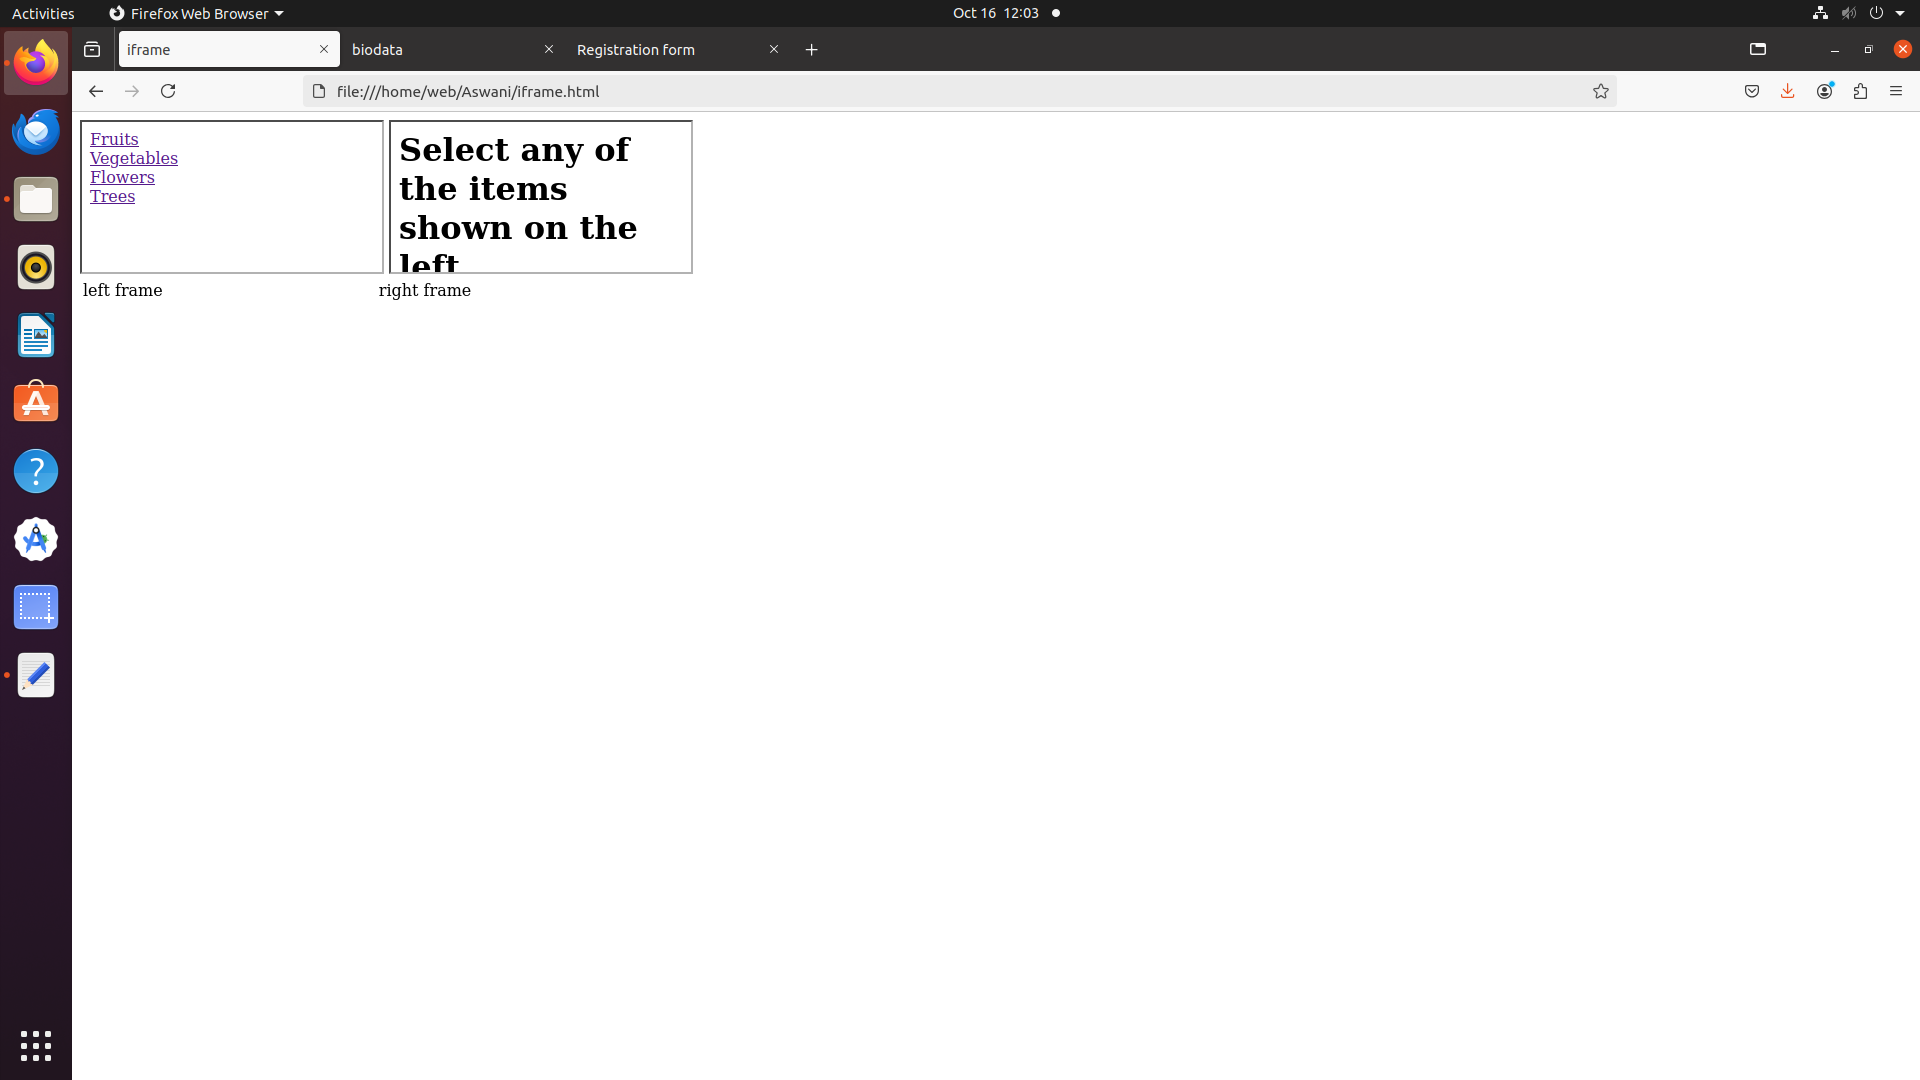 Activities
Firefox Web Browser
Oct 16 12:03
iframe
biodata
Registration form
file:///home/web/Aswani/iframe.html
Fruits
Vegetables
Flowers
Trees
Select any of
the items
shown on the
left
left frame
right frame